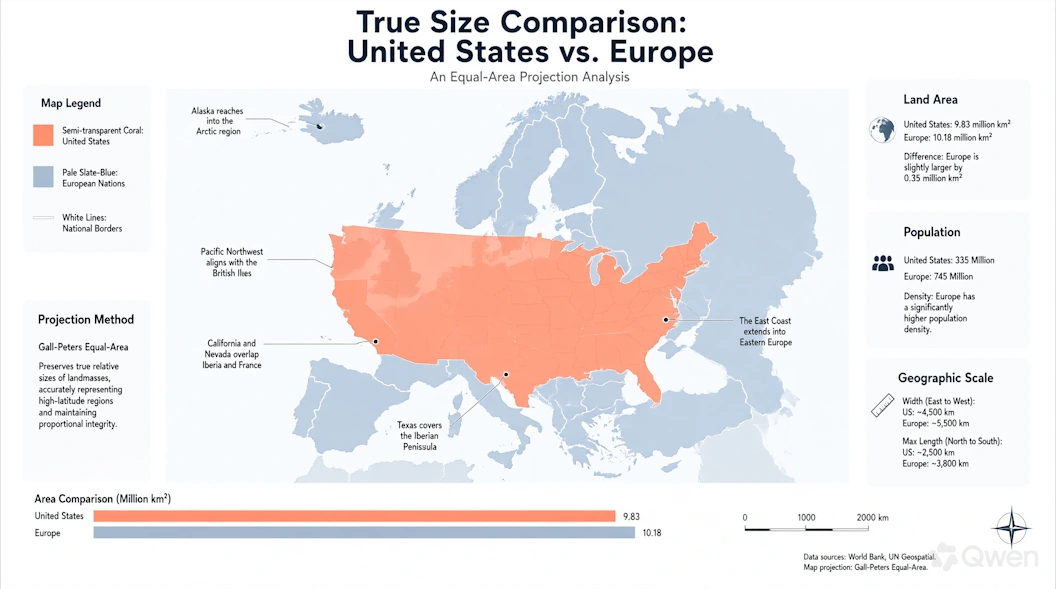 True Size Comparison:
United States vs. Europe
An Equal-Area Projection Analysis
Map Legend
Semi-transparent Coral:
United States
Pale Slate-Blue:
European Nations
White Lines:
National Borders
Projection Method
Gall-Peters Equal-Area
Preserves true relative
sizes of landmasses,
accurately representing
high-latitude regions
and maintaining
proportional integrity.
Alaska reaches
into the
Arctic region
Pacific Northwest
aligns with the
British Ilies
California and
Nevada overlap
Iberia and France
Texas covers
the Iberian
Penissula
The East Coast
extends into
Eastern Europe
Land Area
United States: 9.83 million km²
Europe: 10.18 million km²
Difference: Europe is
slightly larger by
0.35 million km²
Population
United States: 335 Million
Europe: 745 Million
Density: Europe has
a significantly
higher population
density.
Geographic Scale
Width (East to West):
US: ~4,500 km
Europe: ~5,500 km
Max Length (North to South):
US: ~2,500 km
Europe: ~3,800 km
Area Comparison (Million km²)
United States 9.83
Europe 10.18
0 1000 2000 km
Data sources: World Bank, UN Geospatial.
Map projection: Gall-Peters Equal-Area.
Qwen